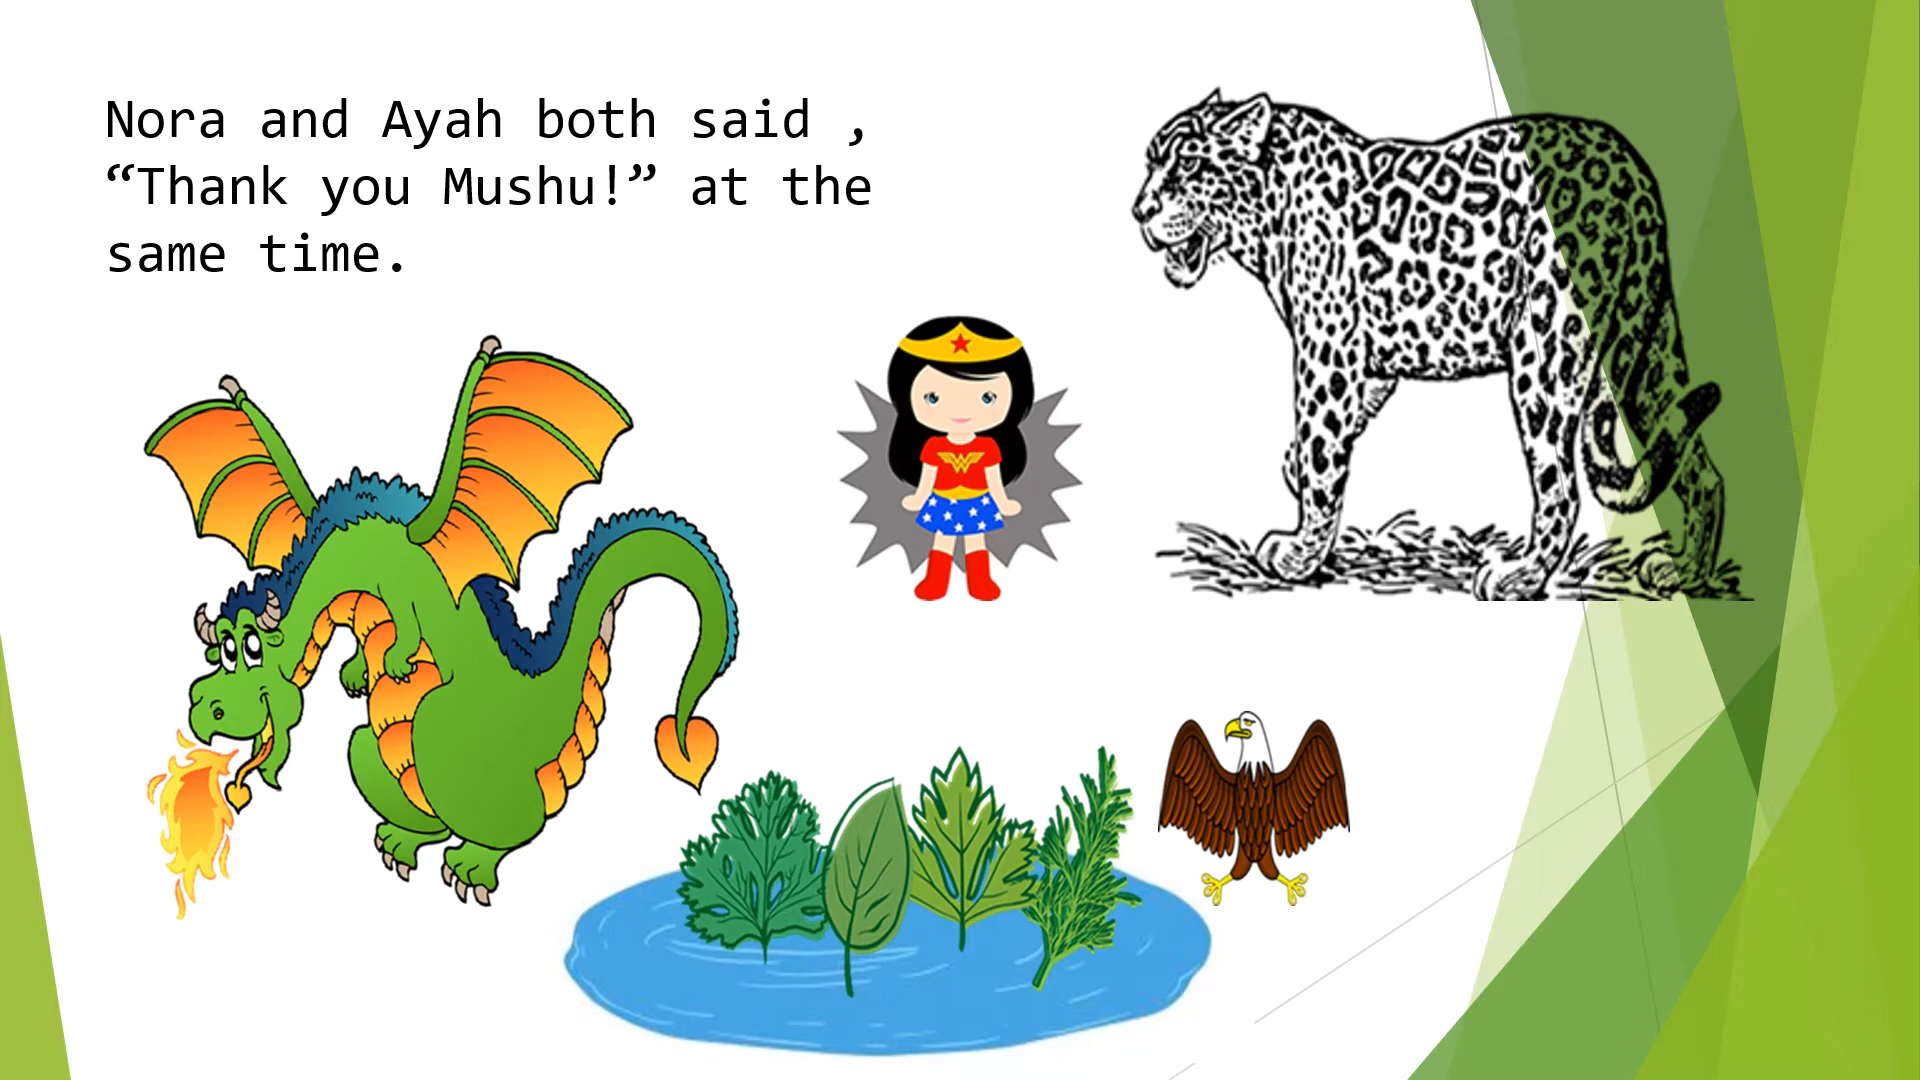 Nora and Ayah both said ,
“Thank you Mushu!” at the
same time.